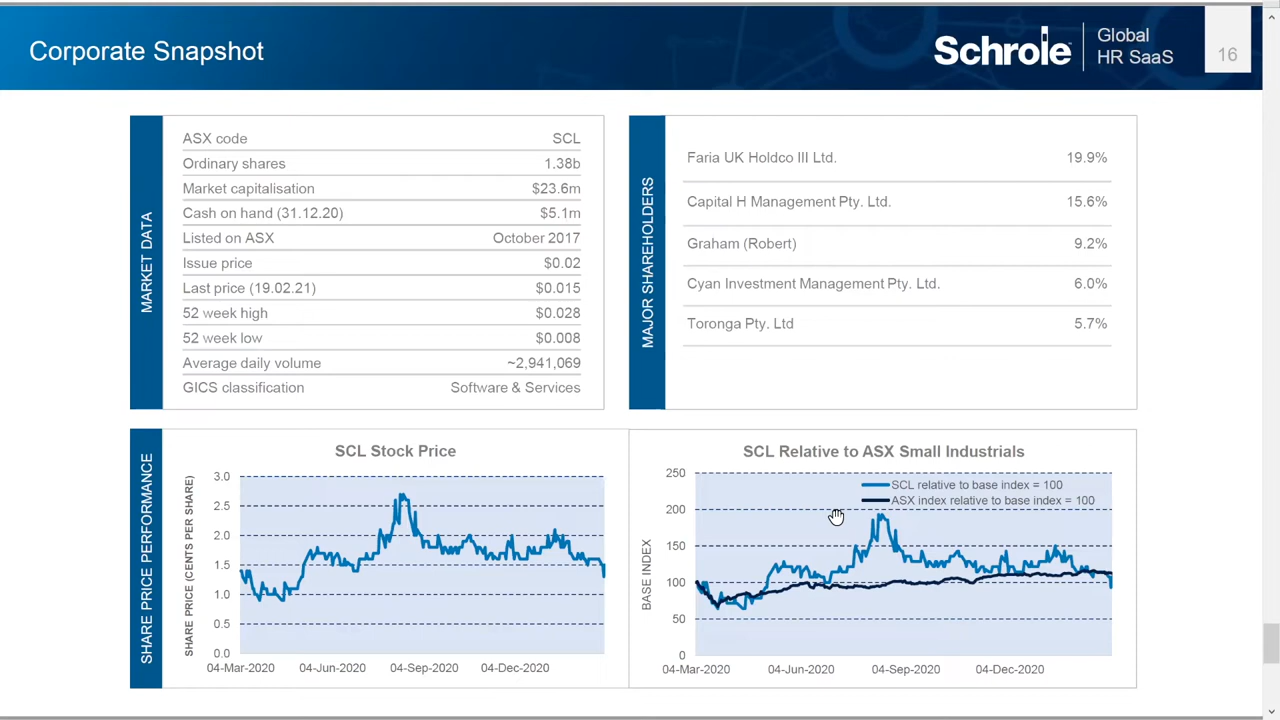 Corporate Snapshot
Schrole
Global
HR SaaS
16
MARKET DATA
ASX code SCL
Ordinary shares 1.38b
Market capitalisation $23.6m
Cash on hand (31.12.20) $5.1m
Listed on ASX October 2017
Issue price $0.02
Last price (19.02.21) $0.015
52 week high $0.028
52 week low $0.008
Average daily volume ~2,941,069
GICS classification Software & Services
MAJOR SHAREHOLDERS
Faria UK Holdco III Ltd. 19.9%
Capital H Management Pty. Ltd. 15.6%
Graham (Robert) 9.2%
Cyan Investment Management Pty. Ltd. 6.0%
Toronga Pty. Ltd 5.7%
SHARE PRICE PERFORMANCE
SCL Stock Price
SHARE PRICE (CENTS PER SHARE)
3.0
2.5
2.0
1.5
1.0
0.5
0.0
04-Mar-2020 04-Jun-2020 04-Sep-2020 04-Dec-2020
SCL Relative to ASX Small Industrials
SCL relative to base index = 100
ASX index relative to base index = 100
BASE INDEX
250
200
150
100
50
0
04-Mar-2020 04-Jun-2020 04-Sep-2020 04-Dec-2020